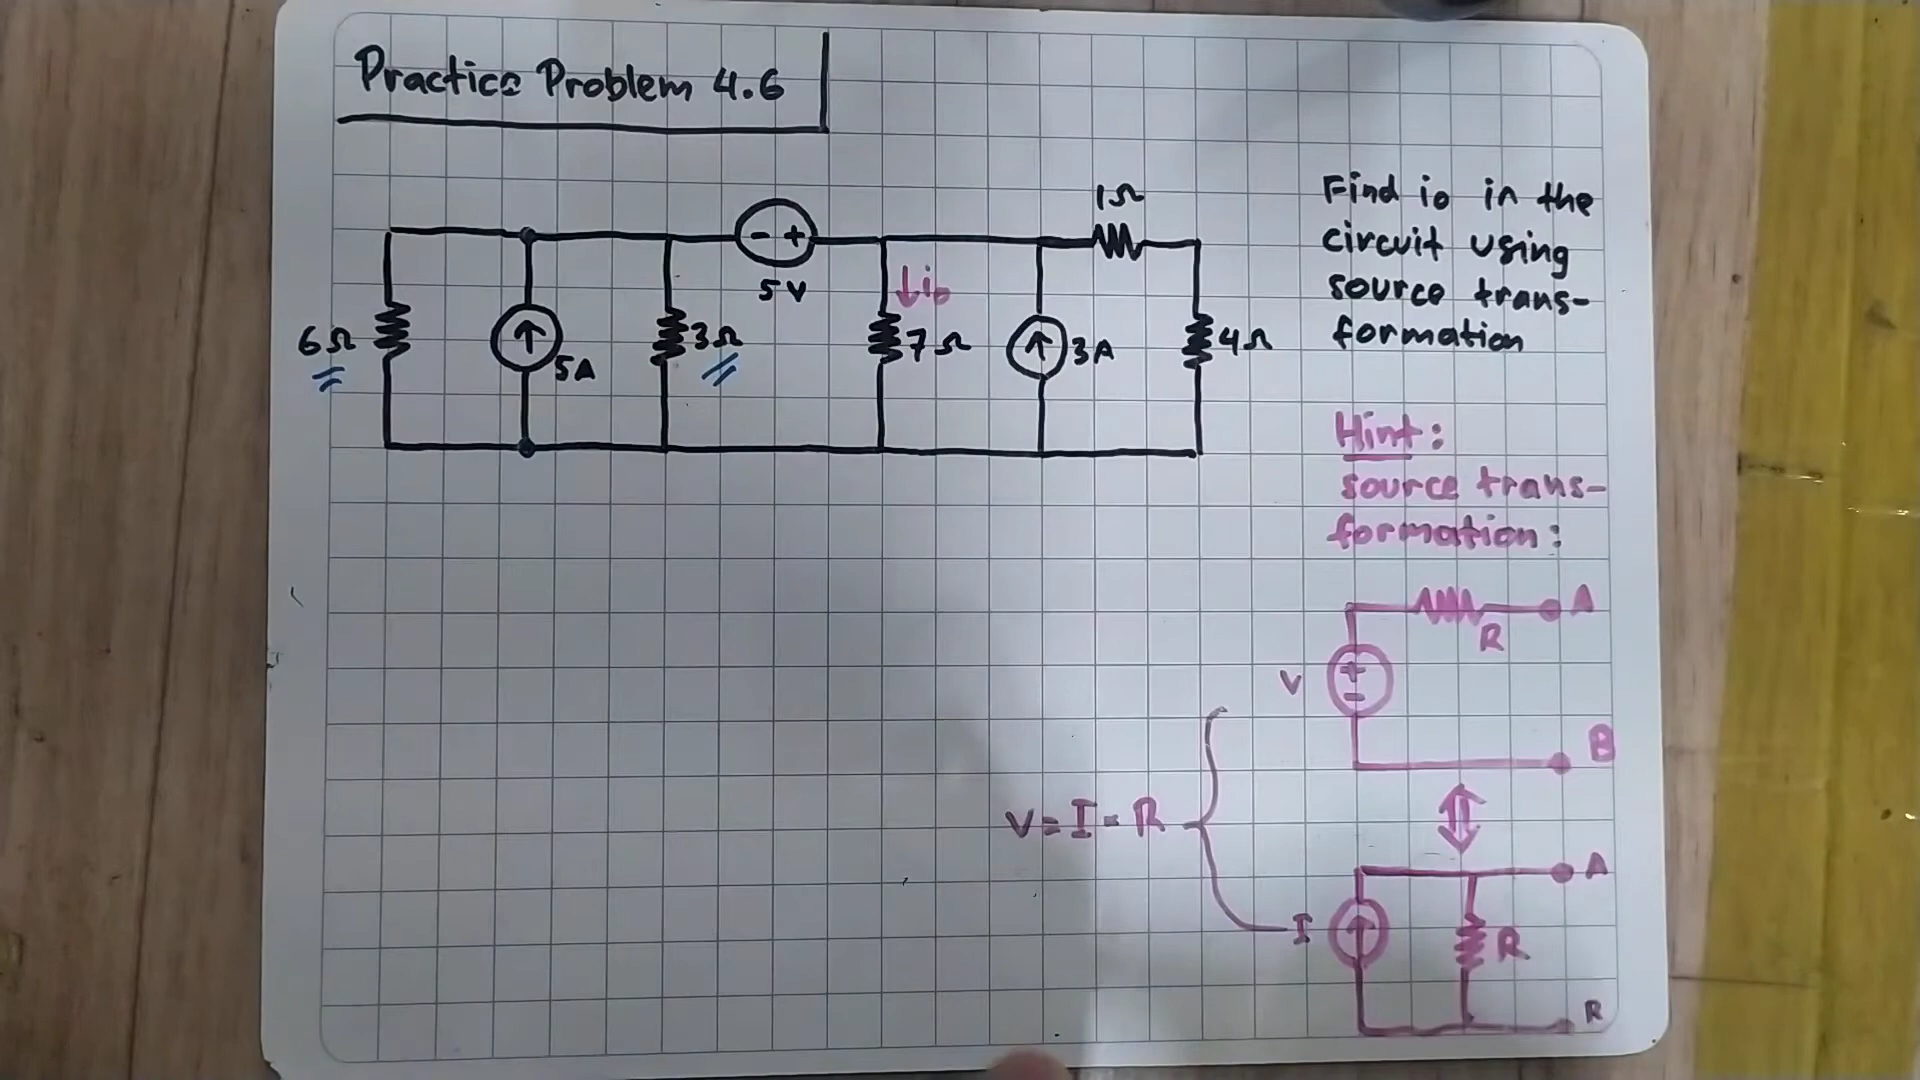 Practice Problem 4.6
1Ω
- +
5V
↓io
6Ω
5A
3Ω
7Ω
3A
4Ω
Find io in the
circuit using
source trans-
formation
Hint:
source trans-
formation:
A
R
V
+
-
B
V = I - R
A
I
R
R